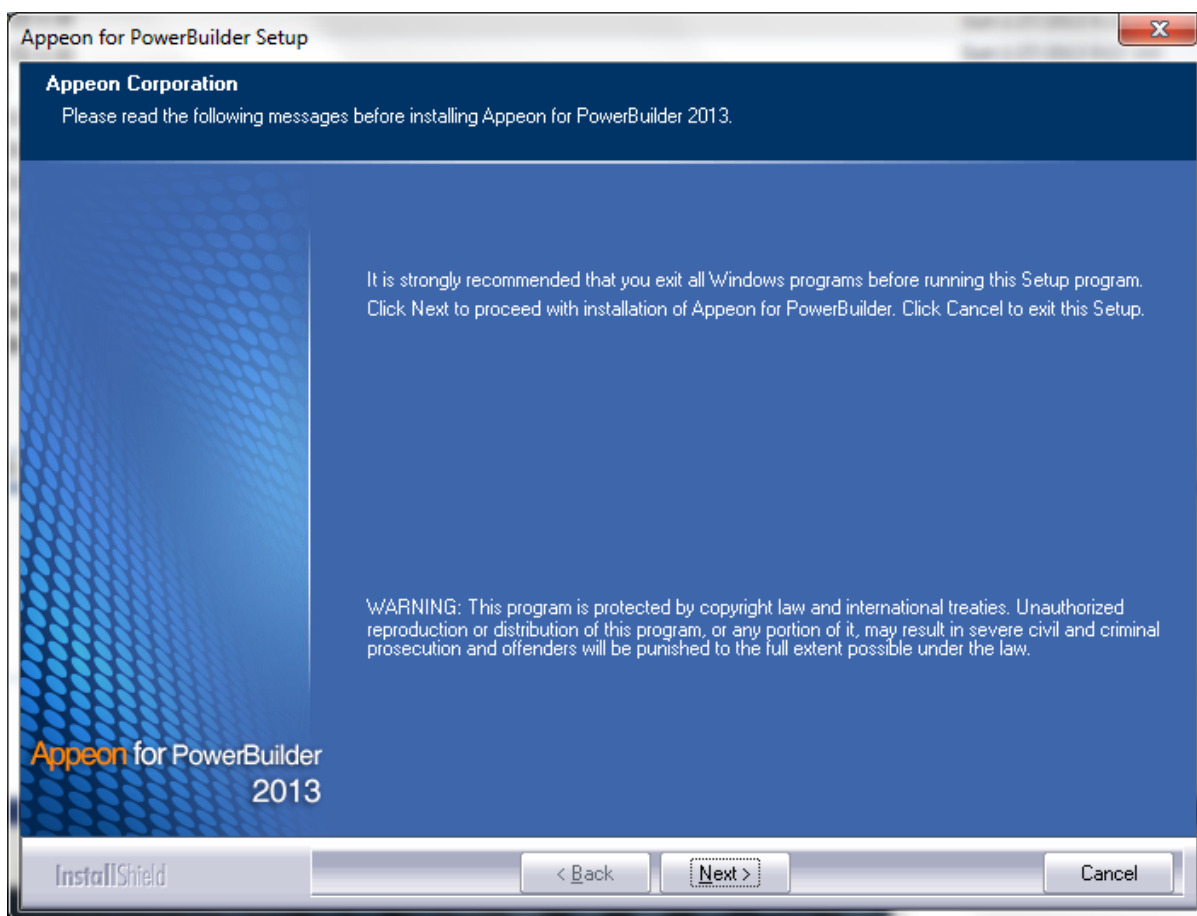 Appeon for PowerBuilder Setup
Appeon Corporation
Please read the following messages before installing Appeon for PowerBuilder 2013.
It is strongly recommended that you exit all Windows programs before running this Setup program.
Click Next to proceed with installation of Appeon for PowerBuilder. Click Cancel to exit this Setup.
WARNING: This program is protected by copyright law and international treaties. Unauthorized
reproduction or distribution of this program, or any portion of it, may result in severe civil and criminal
prosecution and offenders will be punished to the full extent possible under the law.
Appeon for PowerBuilder
2013
InstallShield
< Back
Next >
Cancel